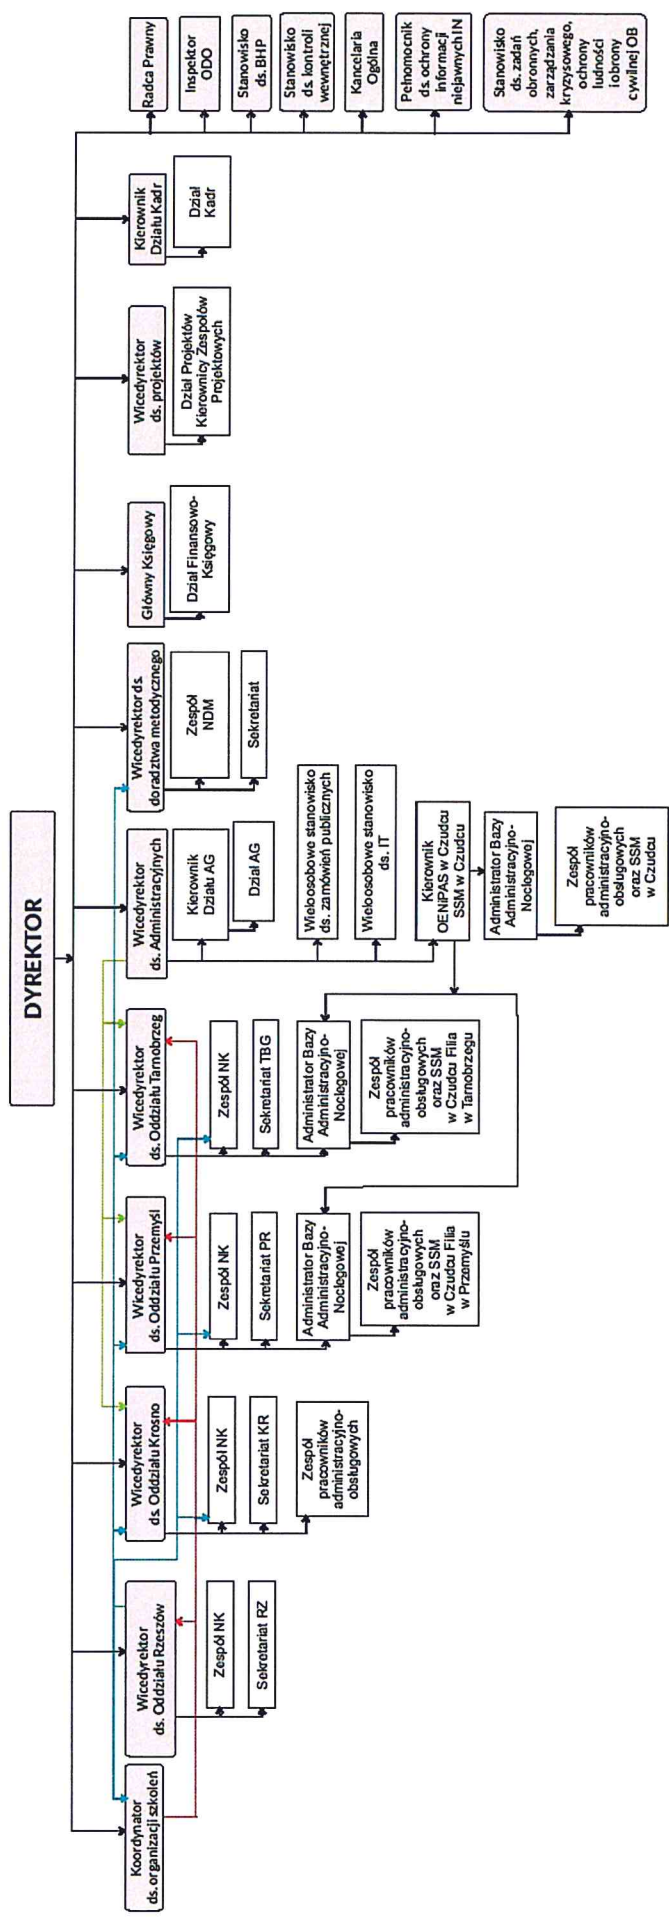 DYREKTOR
Koordynator
ds. organizacji szkoleń
Wicedyrektor
ds. Oddziału Rzeszów
Zespół NK
Sekretariat RZ
Wicedyrektor
ds. Oddziału Krosno
Zespół NK
Sekretariat KR
Zespół
pracowników
administracyjno-
obsługowych
Wicedyrektor
ds. Oddziału Przemyśl
Zespół NK
Sekretariat PR
Administrator Bazy
Administracyjno-
Noclegowej
Zespół
pracowników
administracyjno-
obsługowych
oraz SSM
w Czudcu Filia
w Przemyślu
Wicedyrektor
ds. Oddziału Tarnobrzeg
Zespół NK
Sekretariat TBG
Administrator Bazy
Administracyjno-
Noclegowej
Zespół
pracowników
administracyjno-
obsługowych
oraz SSM
w Czudcu Filia
w Tarnobrzegu
Wicedyrektor
ds. Administracyjnych
Kierownik
Działu AG
Dział AG
Wieloosobowe stanowisko
ds. zamówień publicznych
Wieloosobowe stanowisko
ds. IT
Kierownik
OENiPAS w Czudcu
SSM w Czudcu
Administrator Bazy
Administracyjno-
Noclegowej
Zespół
pracowników
administracyjno-
obsługowych
oraz SSM
w Czudcu
Wicedyrektor ds.
doradztwa metodycznego
Zespół
NDM
Sekretariat
Główny Księgowy
Dział Finansowo-
Księgowy
Wicedyrektor
ds. projektów
Dział Projektów
Kierownicy Zespołów
Projektowych
Kierownik
Działu Kadr
Dział
Kadr
Radca Prawny
Inspektor
ODO
Stanowisko
ds. BHP
Stanowisko
ds. kontroli
wewnętrznej
Kancelaria
Ogólna
Pełnomocnik
ds. ochrony
informacji
niejawnych IN
Stanowisko
ds. zadań
obronnych,
zarządzania
kryzysowego,
ochrony
ludności
i obrony
cywilnej OB